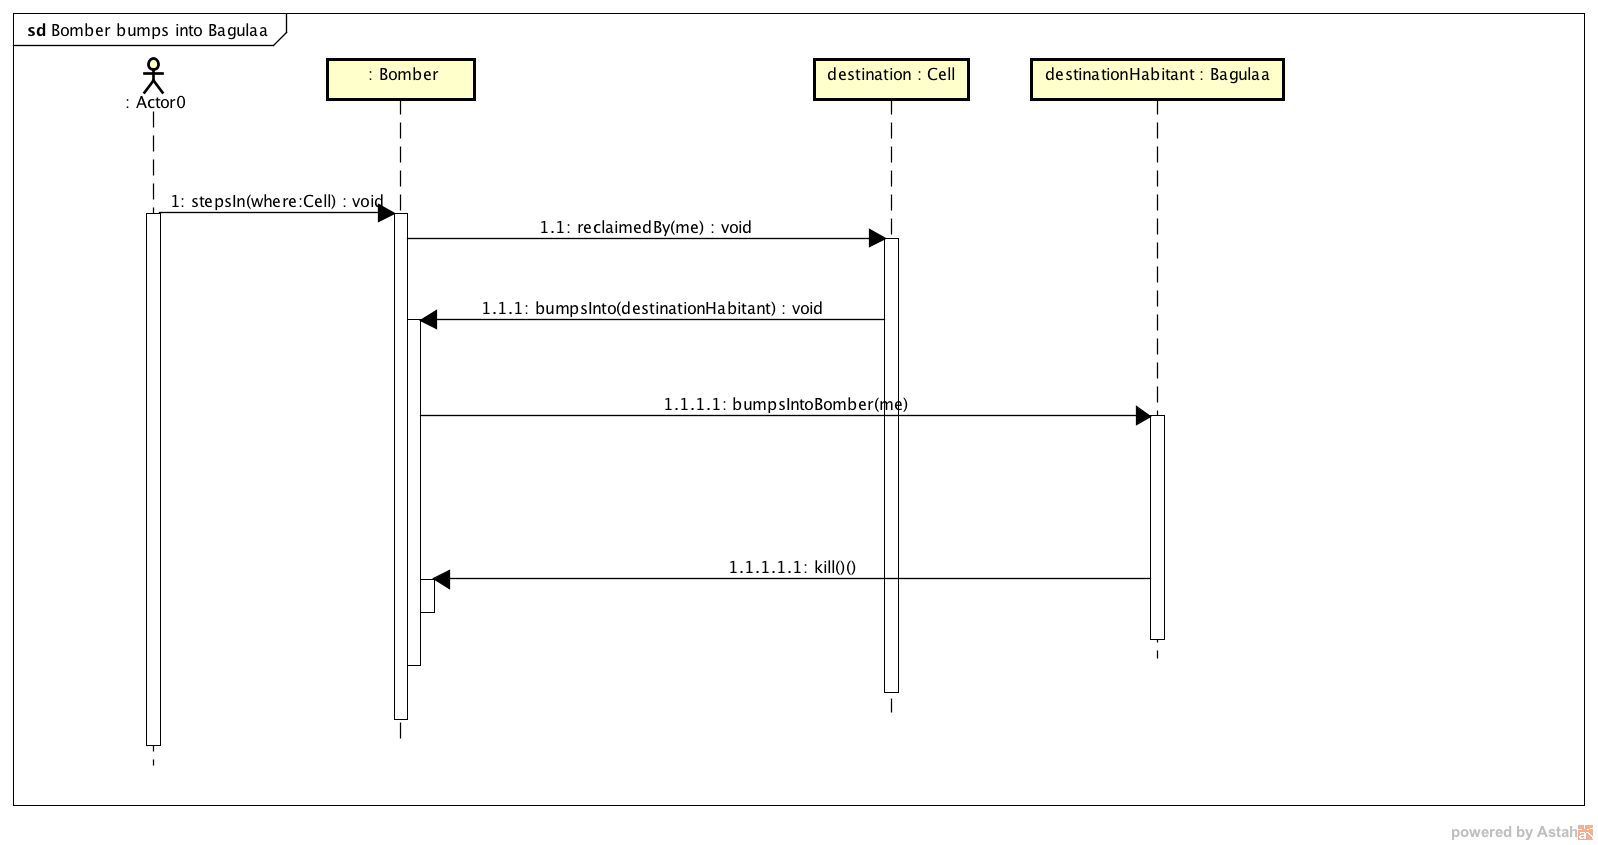 sd Bomber bumps into Bagulaa
: Actor0
: Bomber
destination : Cell
destinationHabitant : Bagulaa
1: stepsIn(where:Cell) : void
1.1: reclaimedBy(me) : void
1.1.1: bumpsInto(destinationHabitant) : void
1.1.1.1: bumpsIntoBomber(me)
1.1.1.1.1: kill()()
powered by Astah